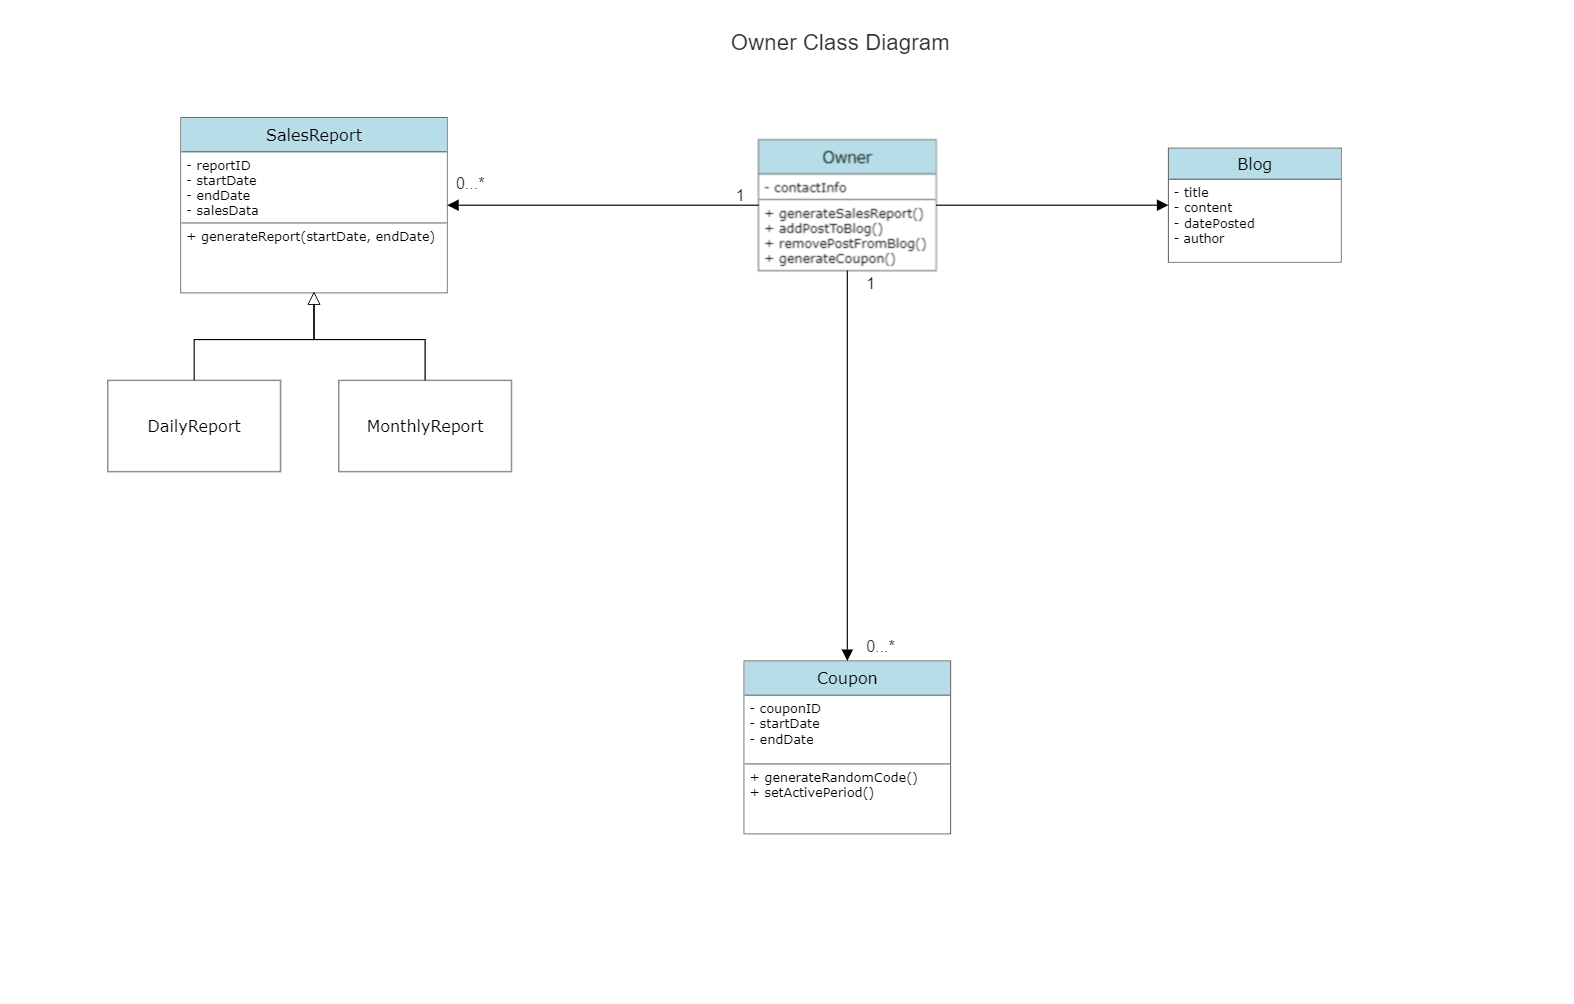 Owner Class Diagram
SalesReport
- reportID
- startDate
- endDate
- salesData
+ generateReport(startDate, endDate)
0...*
1
Owner
- contactInfo
+ generateSalesReport()
+ addPostToBlog()
+ removePostFromBlog()
+ generateCoupon()
1
Blog
- title
- content
- datePosted
- author
DailyReport
MonthlyReport
0...*
Coupon
- couponID
- startDate
- endDate
+ generateRandomCode()
+ setActivePeriod()